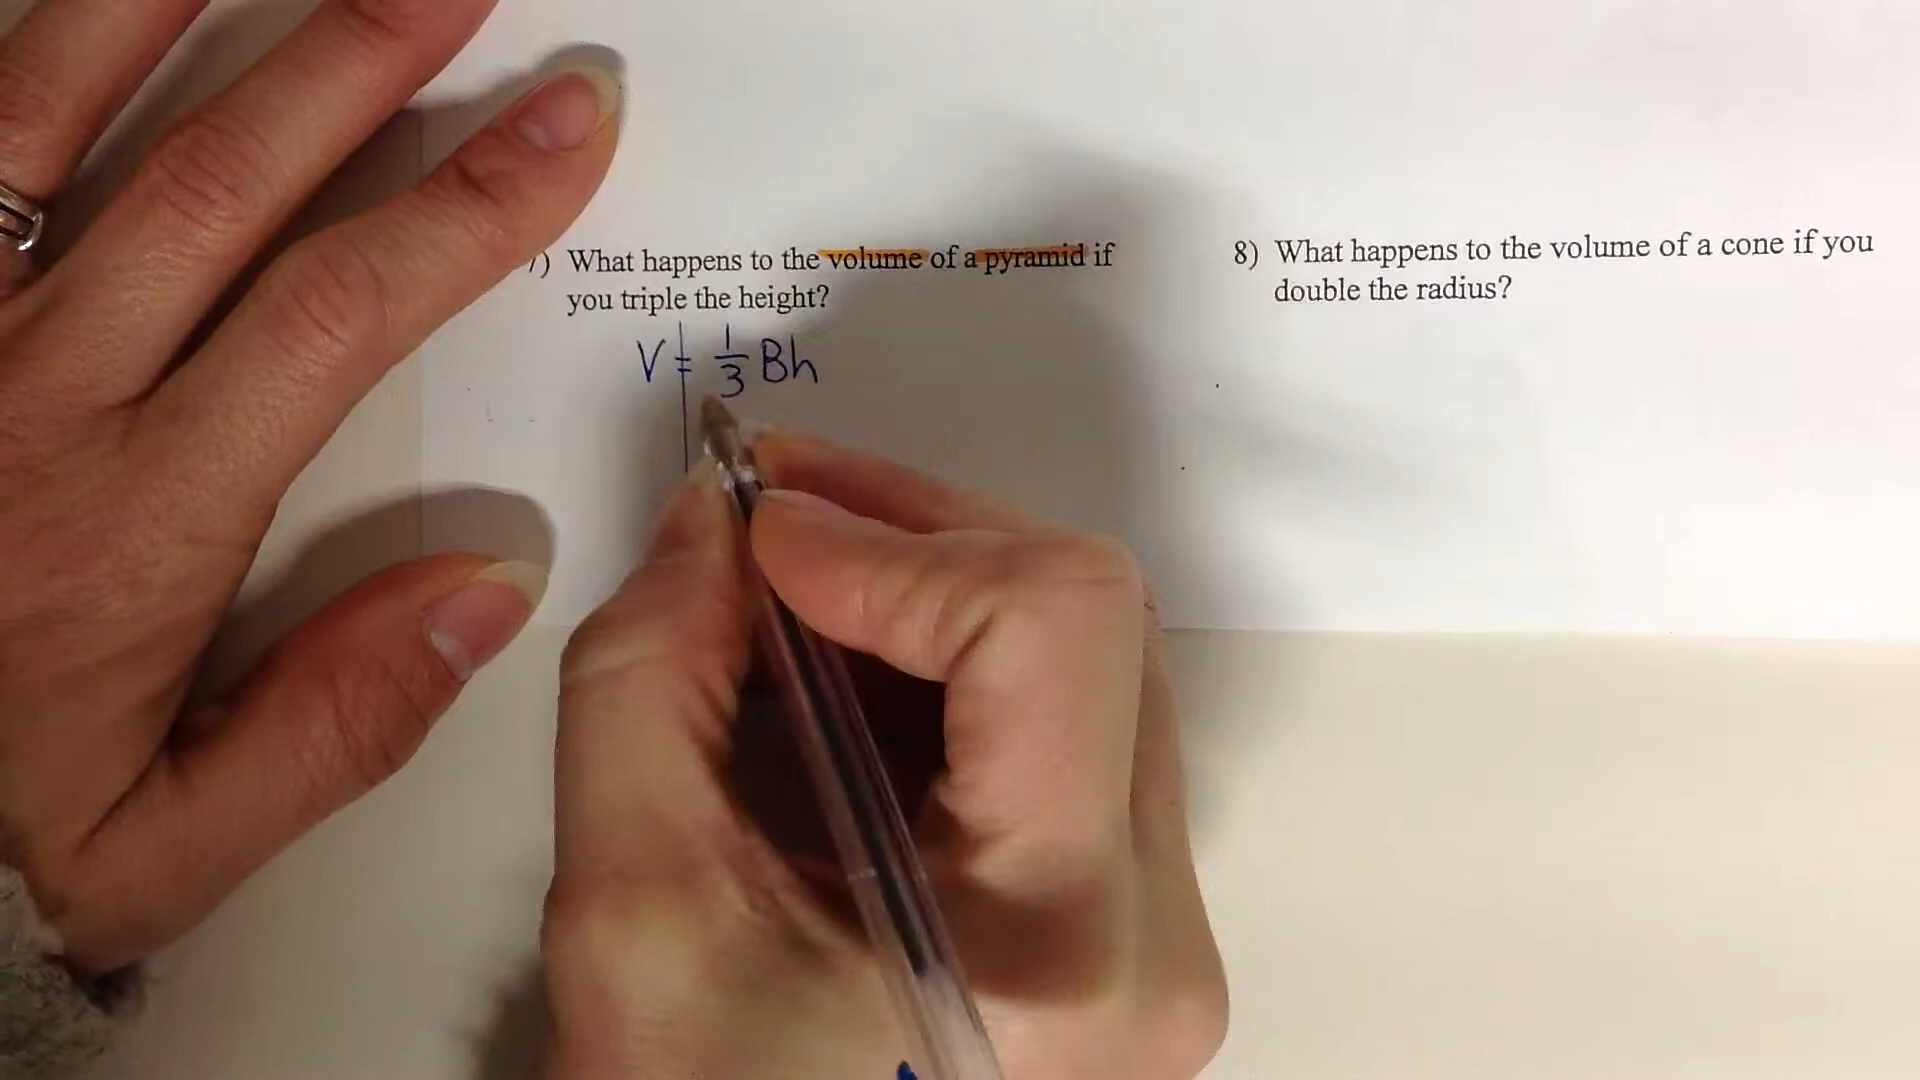 7) What happens to the volume of a pyramid if
you triple the height?
V = 1/3 Bh
8) What happens to the volume of a cone if you
double the radius?